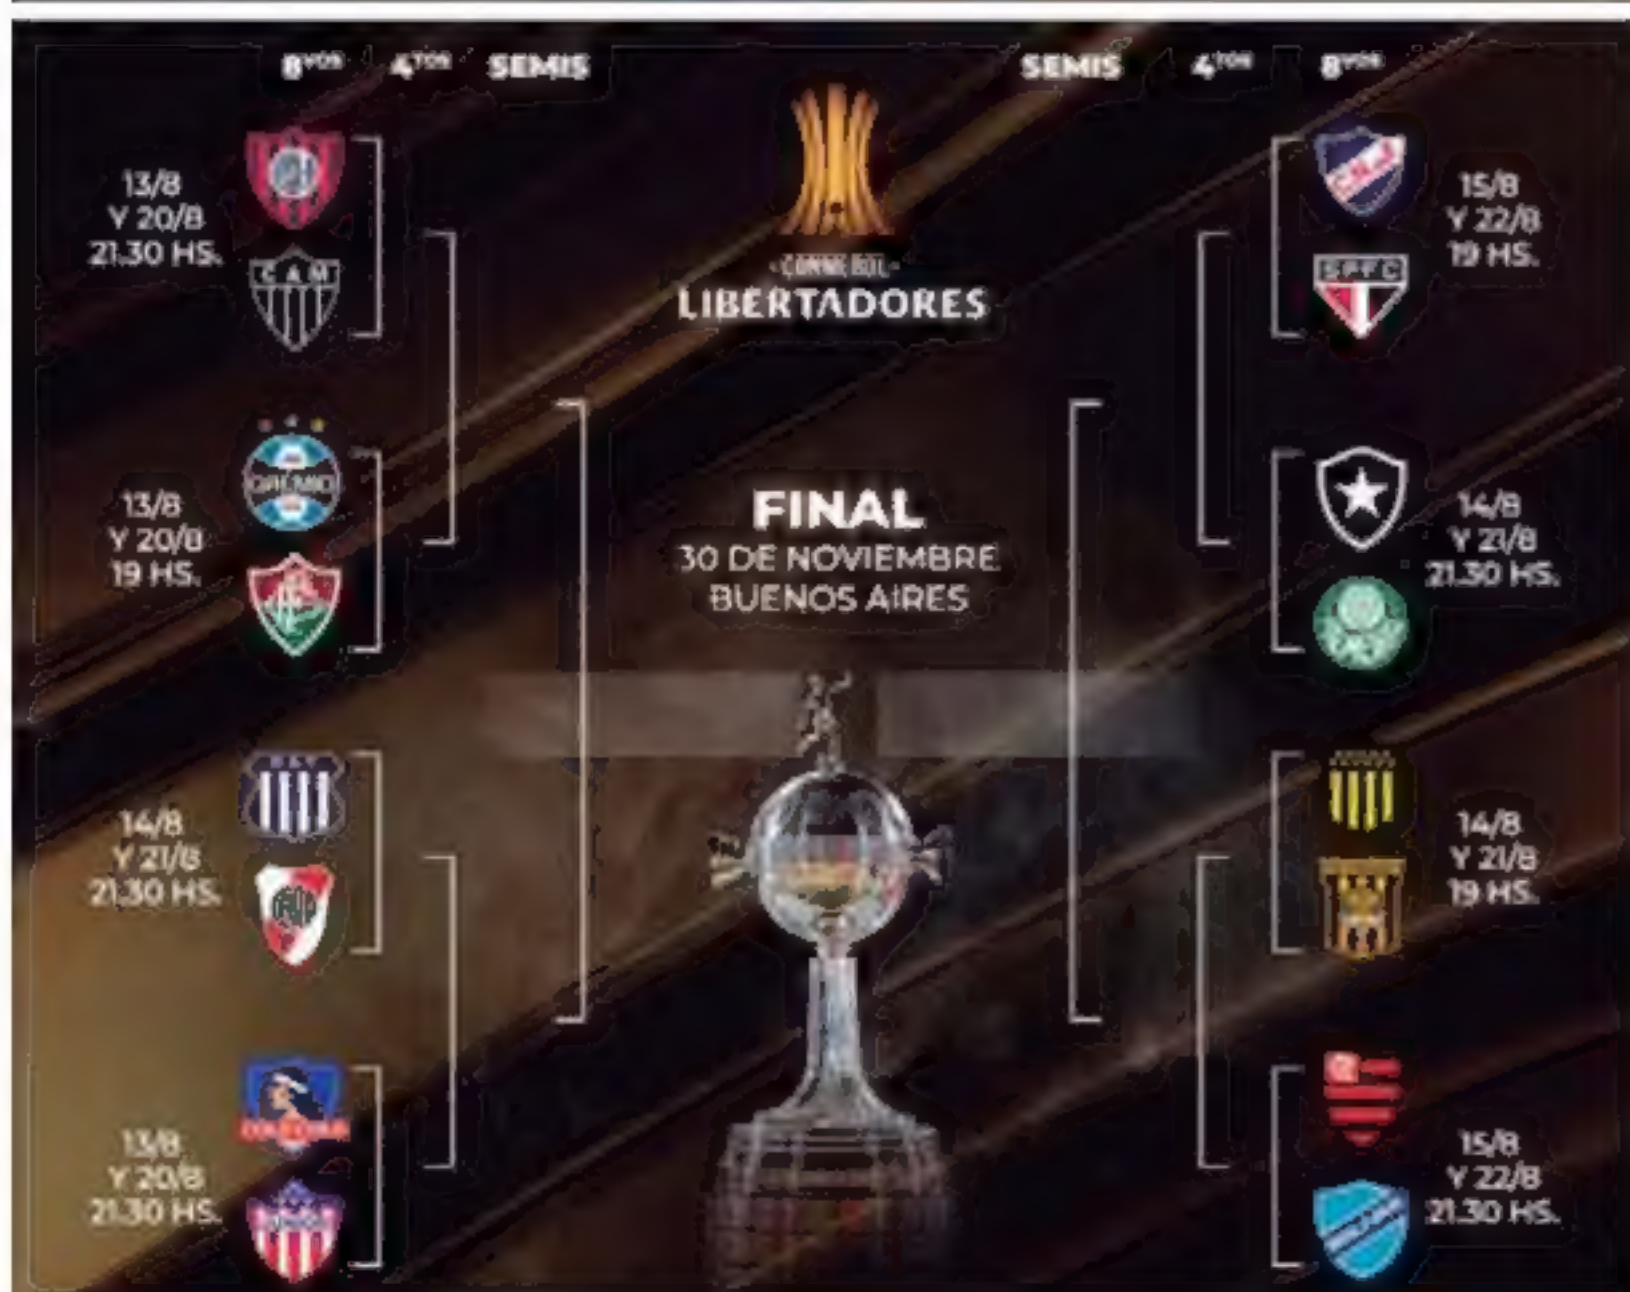 8VOS 4TOS SEMIS
SEMIS 4TOS 8VOS
CONMEBOL
LIBERTADORES
FINAL
30 DE NOVIEMBRE
BUENOS AIRES
13/8
Y 20/8
21.30 HS.
CAM
13/8
Y 20/8
19 HS.
GRÊMIO
14/8
Y 21/8
21.30 HS.
13/8
Y 20/8
21.30 HS.
15/8
Y 22/8
19 HS.
SPFC
14/8
Y 21/8
21.30 HS.
14/8
Y 21/8
19 HS.
15/8
Y 22/8
21.30 HS.